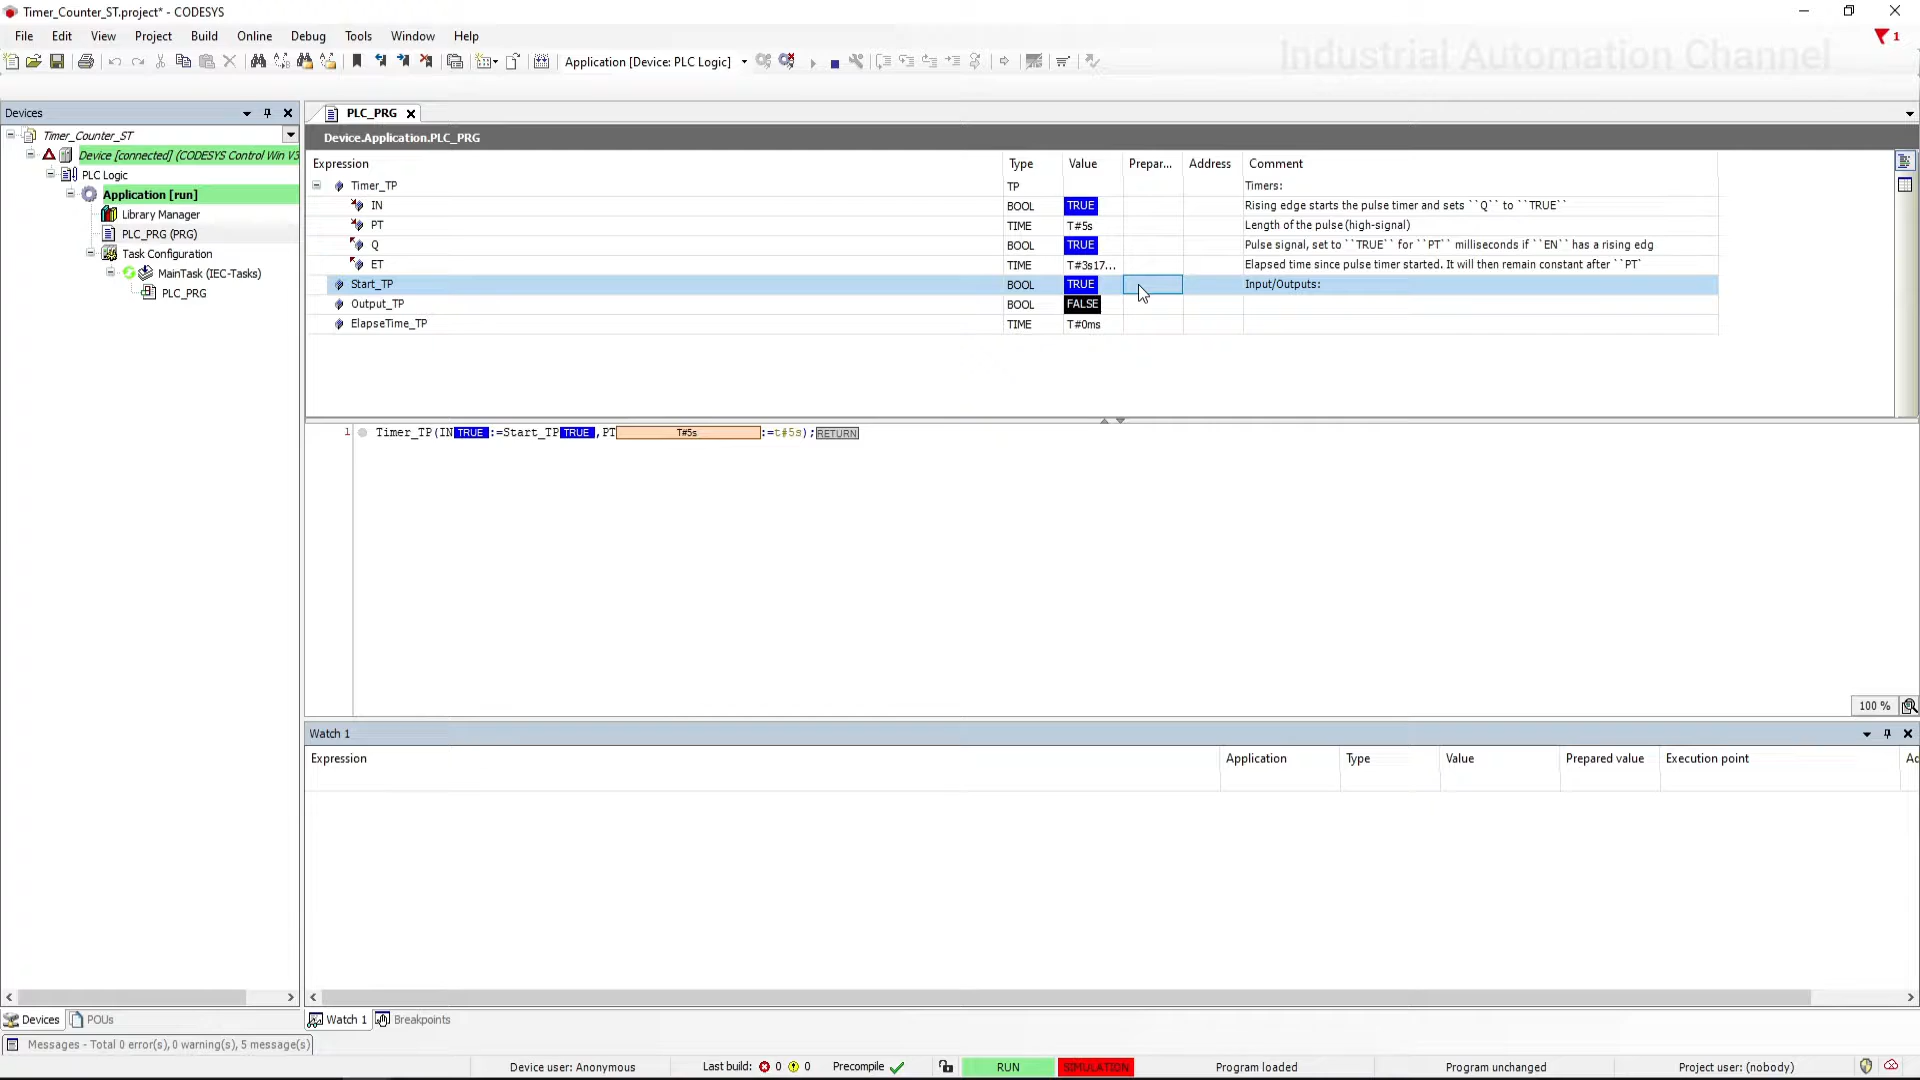 Timer_Counter_ST.project* - CODESYS
File Edit View Project Build Online Debug Tools Window Help
1
Application [Device: PLC Logic]
Industrial Automation Channel
Devices
PLC_PRG
Timer_Counter_ST
Device [connected] (CODESYS Control Win V3
PLC Logic
Application [run]
Library Manager
PLC_PRG (PRG)
Task Configuration
MainTask (IEC-Tasks)
PLC_PRG
Device.Application.PLC_PRG
Expression Type Value Prepar... Address Comment
Timer_TP TP Timers:
IN BOOL TRUE Rising edge starts the pulse timer and sets ``Q`` to ``TRUE``
PT TIME T#5s Length of the pulse (high-signal)
Q BOOL TRUE Pulse signal, set to ``TRUE`` for ``PT`` milliseconds if ``EN`` has a rising edg
ET TIME T#3s17... Elapsed time since pulse timer started. It will then remain constant after ``PT`
Start_TP BOOL TRUE Input/Outputs:
Output_TP BOOL FALSE
ElapseTime_TP TIME T#0ms
1 Timer_TP(IN TRUE :=Start_TP TRUE ,PT T#5s :=t#5s); RETURN
100 %
Watch 1
Expression Application Type Value Prepared value Execution point Ad
Devices POUs
Watch 1 Breakpoints
Messages - Total 0 error(s), 0 warning(s), 5 message(s)
Device user: Anonymous Last build: 0 0 Precompile RUN SIMULATION Program loaded Program unchanged Project user: (nobody)